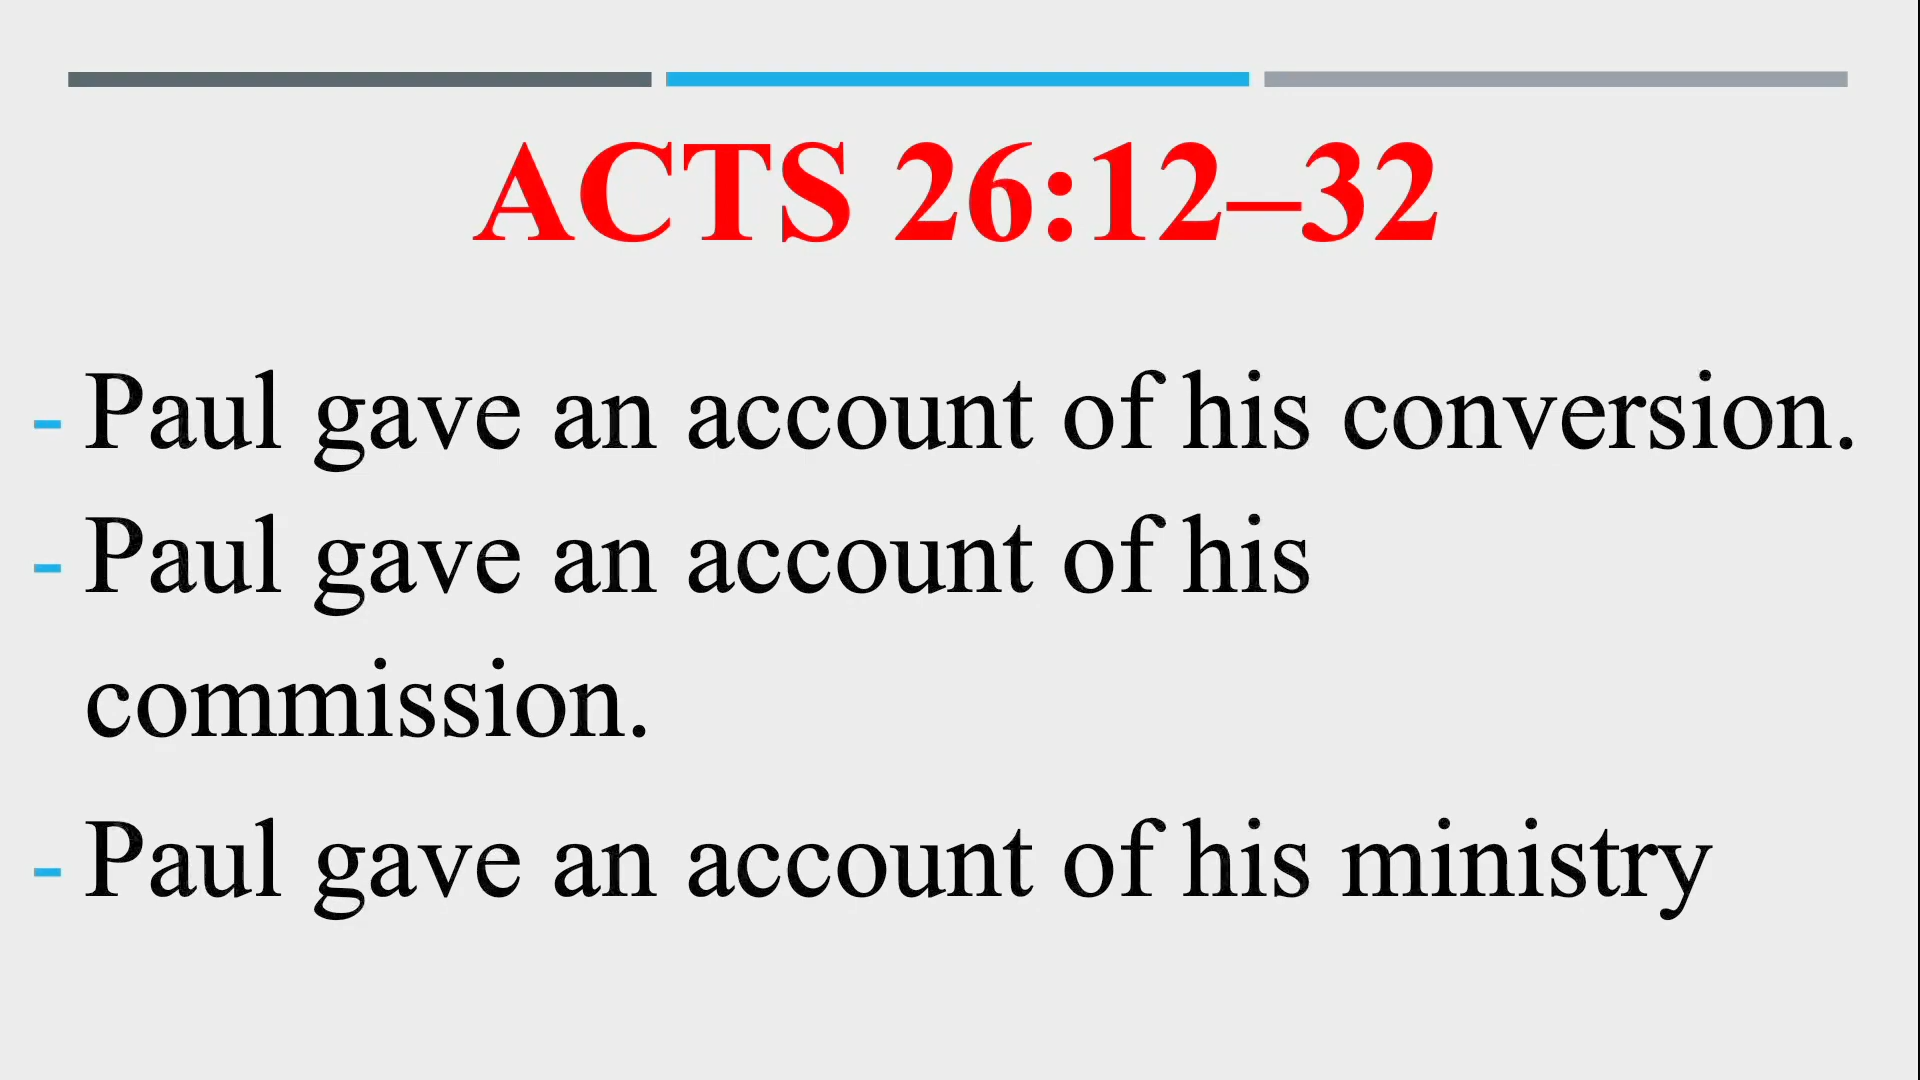 ACTS 26:12–32
- Paul gave an account of his conversion.
- Paul gave an account of his
commission.
- Paul gave an account of his ministry